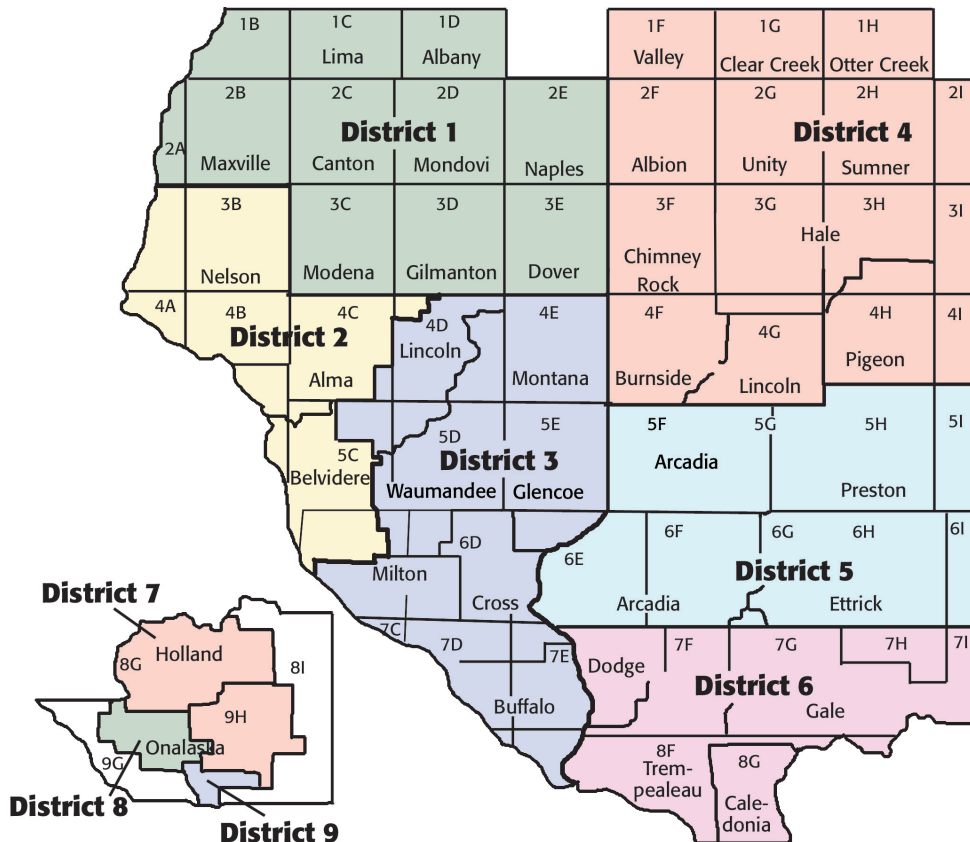 1B
1C
1D
1F
1G
1H
Lima
Albany
Valley
Clear Creek
Otter Creek
2A
2B
2C
2D
2E
2F
2G
2H
2I
District 1
District 4
Maxville
Canton
Mondovi
Naples
Albion
Unity
Sumner
3B
3C
3D
3E
3F
3G
3H
3I
Hale
Nelson
Modena
Gilmanton
Dover
Chimney
Rock
4A
4B
4C
4D
4E
4F
4G
4H
4I
District 2
Lincoln
Alma
Montana
Burnside
Lincoln
Pigeon
5C
5D
5E
5F
5G
5H
5I
District 3
Arcadia
Belvidere
Waumandee
Glencoe
Preston
6D
6E
6F
6G
6H
6I
District 5
Milton
Cross
Arcadia
Ettrick
7C
7D
7E
7F
7G
7H
7I
Dodge
District 6
Buffalo
Gale
8F
8G
Trem-
pealeau
Cale-
donia
District 7
8G
Holland
8I
9H
Onalaska
9G
District 8
District 9